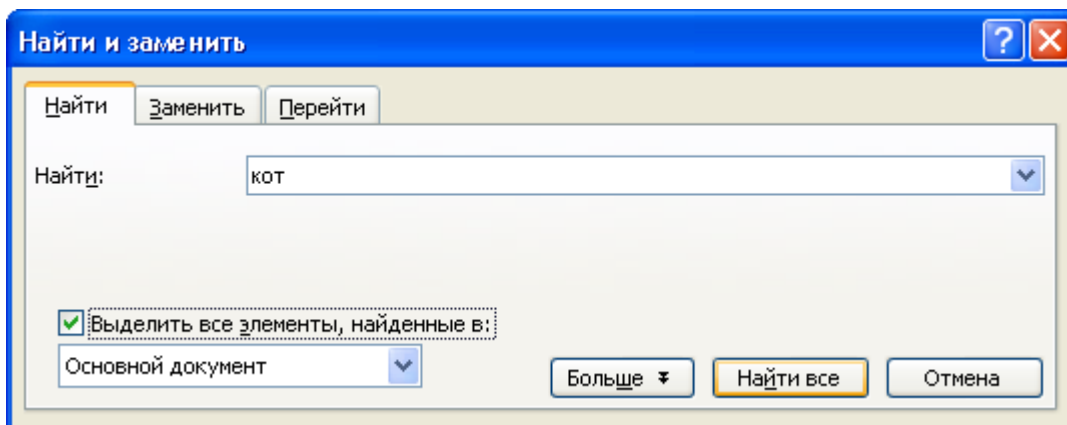 Найти и заменить
Найти Заменить Перейти
Найти: кот
Выделить все элементы, найденные в:
Основной документ
Больше Найти все Отмена